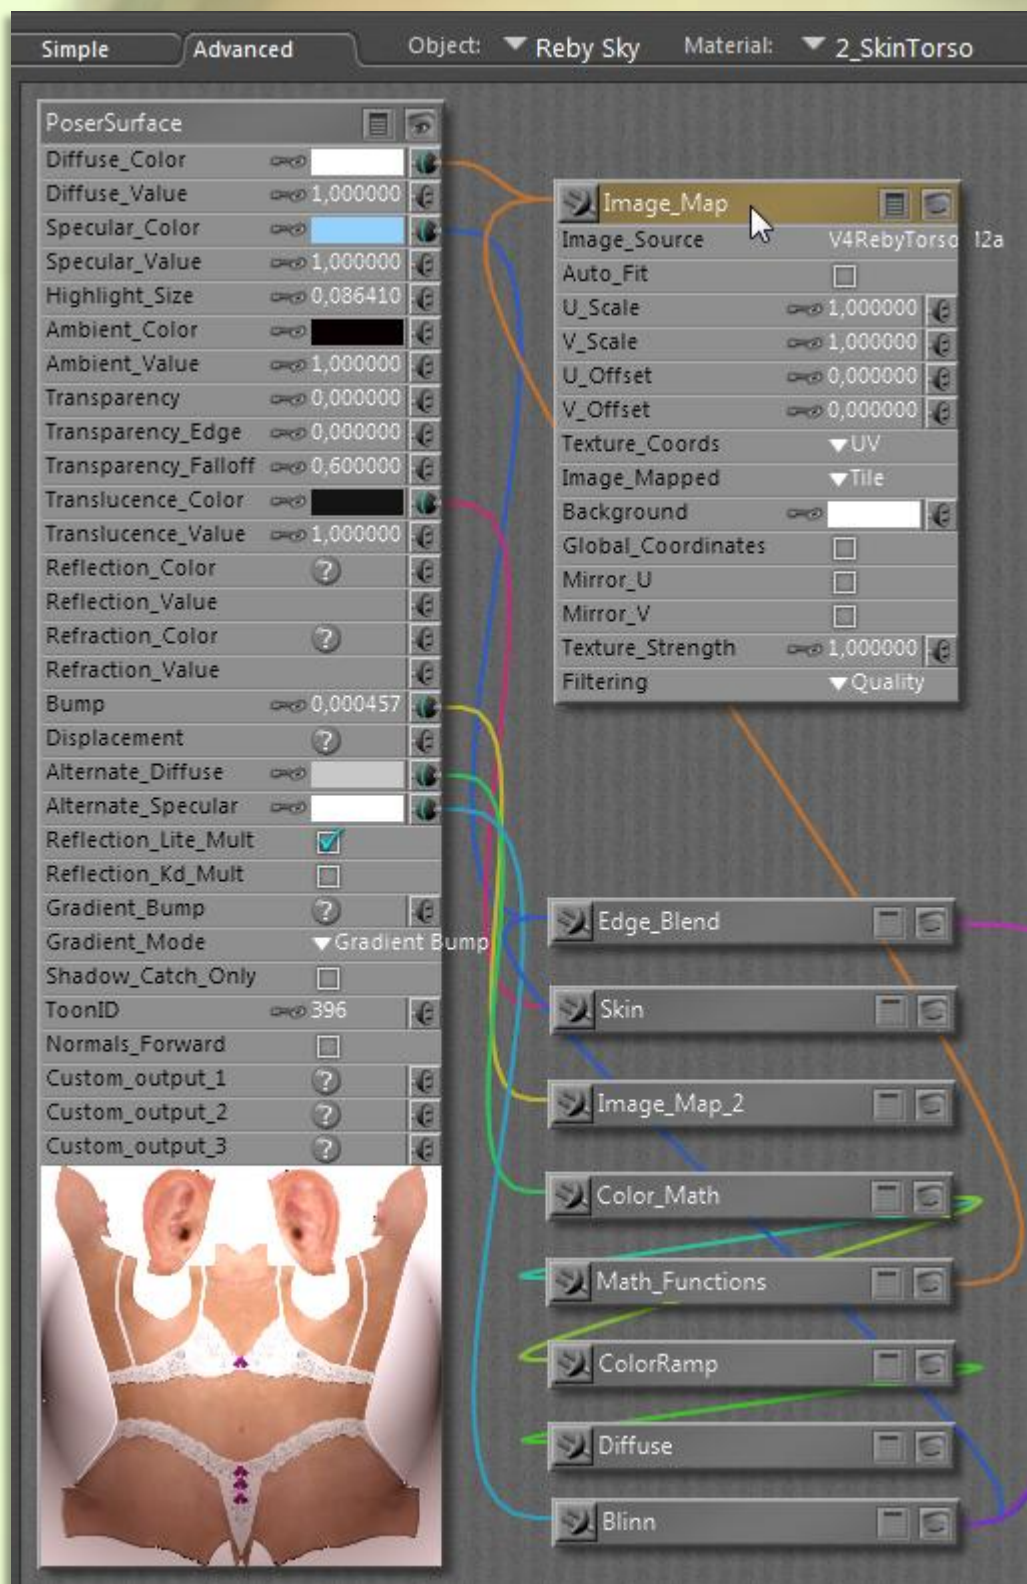 Simple Advanced Object: Reby Sky Material: 2_SkinTorso
PoserSurface
Diffuse_Color
Diffuse_Value 1,000000
Specular_Color
Specular_Value 1,000000
Highlight_Size 0,086410
Ambient_Color
Ambient_Value 1,000000
Transparency 0,000000
Transparency_Edge 0,000000
Transparency_Falloff 0,600000
Translucence_Color
Translucence_Value 1,000000
Reflection_Color ?
Reflection_Value
Refraction_Color ?
Refraction_Value
Bump 0,000457
Displacement ?
Alternate_Diffuse
Alternate_Specular
Reflection_Lite_Mult
Reflection_Kd_Mult
Gradient_Bump ?
Gradient_Mode Gradient Bump
Shadow_Catch_Only
ToonID 396
Normals_Forward
Custom_output_1 ?
Custom_output_2 ?
Custom_output_3 ?
Image_Map
Image_Source
Auto_Fit
U_Scale 1,000000
V_Scale 1,000000
U_Offset 0,000000
V_Offset 0,000000
Texture_Coords UV
Image_Mapped Tile
Background
Global_Coordinates
Mirror_U
Mirror_V
Texture_Strength 1,000000
Filtering Quality
Edge_Blend
Skin
Image_Map_2
Color_Math
Math_Functions
ColorRamp
Diffuse
Blinn